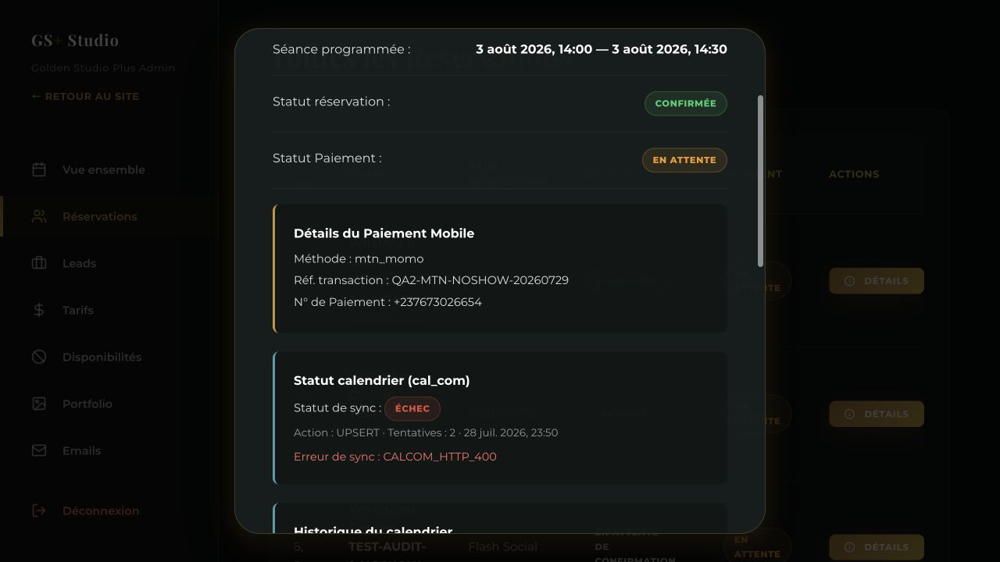 GS+ Studio
Golden Studio Plus Admin
← RETOUR AU SITE
Vue ensemble
Réservations
Leads
Tarifs
Disponibilités
Portfolio
Emails
Déconnexion
Séance programmée : 3 août 2026, 14:00 — 3 août 2026, 14:30
Statut réservation : CONFIRMÉE
Statut Paiement : EN ATTENTE
Détails du Paiement Mobile
Méthode : mtn_momo
Réf. transaction : QA2-MTN-NOSHOW-20260729
N° de Paiement : +237673026654
Statut calendrier (cal_com)
Statut de sync : ÉCHEC
Action : UPSERT · Tentatives : 2 · 28 juil. 2026, 23:50
Erreur de sync : CALCOM_HTTP_400
Historique du calendrier
ACTIONS
DÉTAILS
DÉTAILS
6,
TEST-AUDIT-
Flash Social
EN ATTENTE
DE
CONFIRMATION
EN
ATTENTE
DÉTAILS